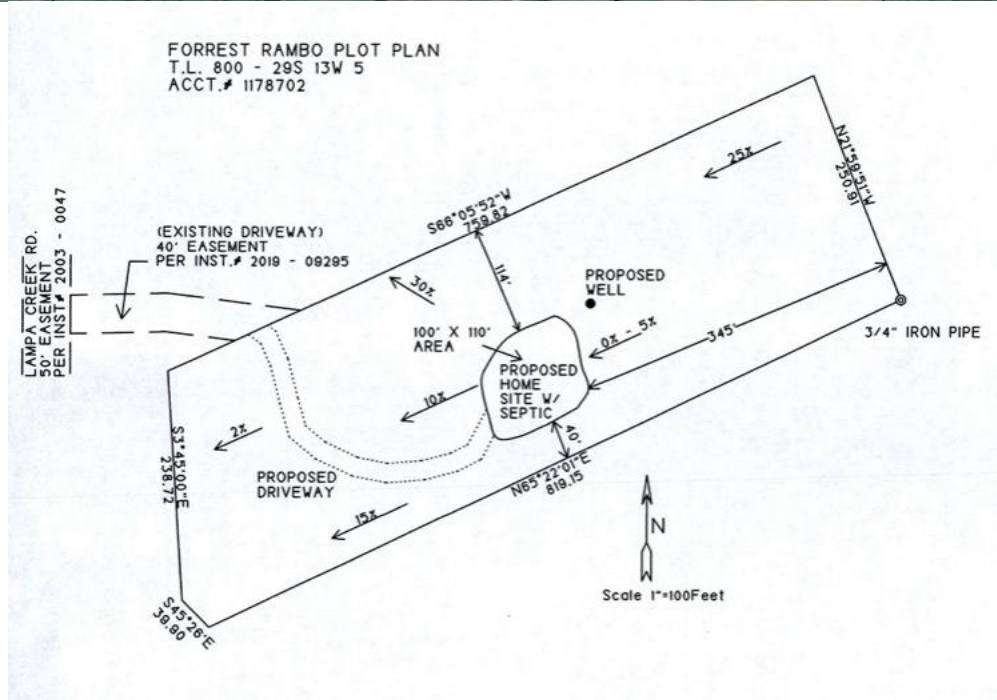 FORREST RAMBO PLOT PLAN
T.L. 800 - 29S 13W 5
ACCT.# 1178702
25%
N21°59'51"W
250.91
S66°05'52"W
759.82
LAMPA CREEK RD.
50' EASEMENT
PER INST# 2003 - 0047
(EXISTING DRIVEWAY)
40' EASEMENT
PER INST.# 2019 - 09295
30%
114'
PROPOSED
WELL
100' X 110'
AREA
0% - 5%
345'
3/4" IRON PIPE
PROPOSED
HOME
SITE W/
SEPTIC
10%
2%
40'
S3°45'00"E
238.72
PROPOSED
DRIVEWAY
N65°22'01"E
819.15
15%
N
Scale 1"=100Feet
S45°26'E
39.90